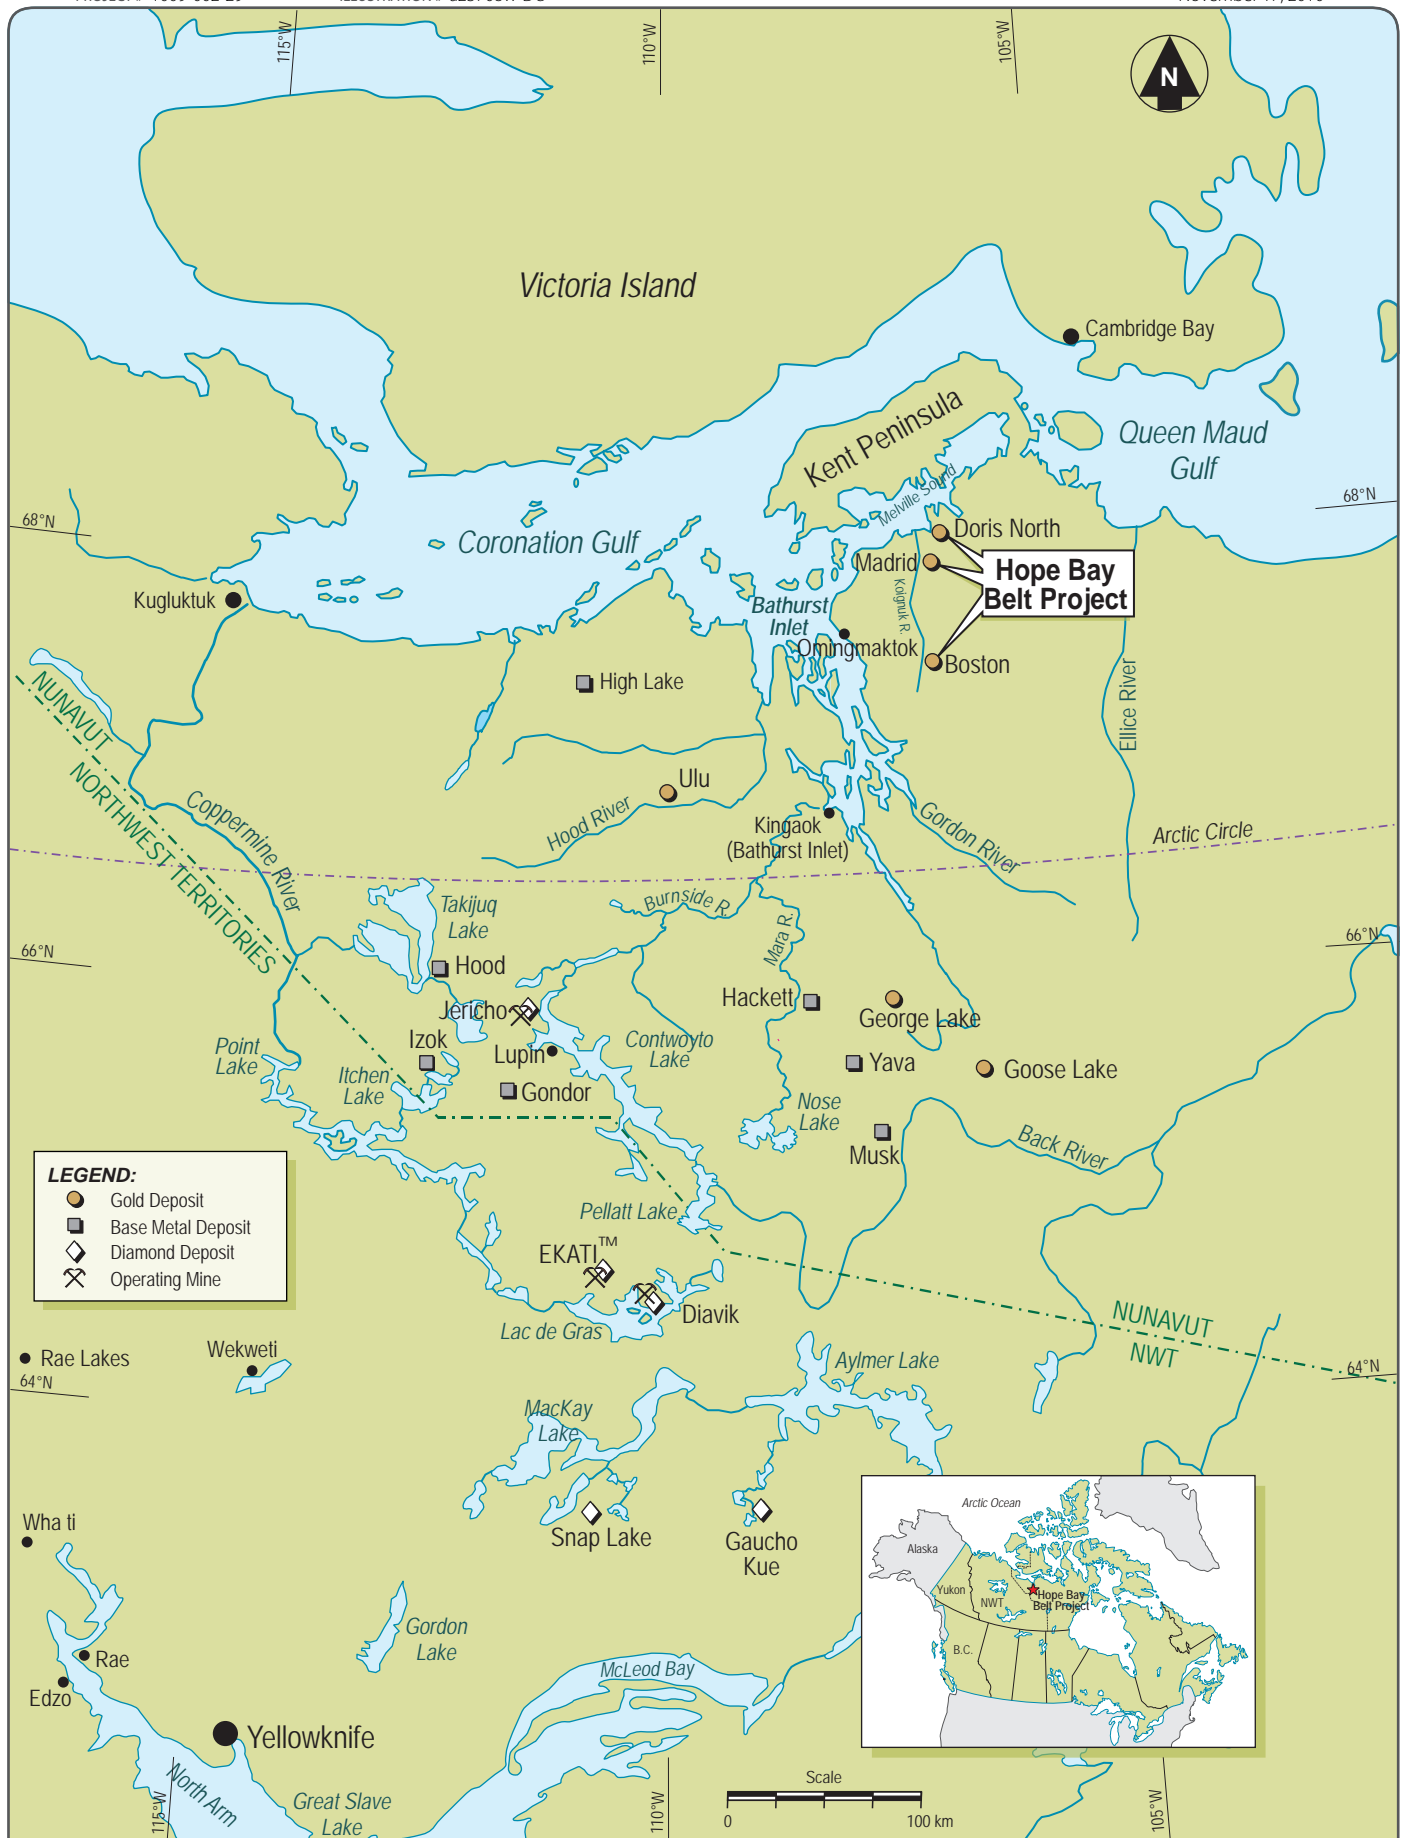 115°W
110°W
105°W
N
Victoria Island
Cambridge Bay
Kent Peninsula
Queen Maud
Gulf
Melville Sound
68°N
68°N
Coronation Gulf
Doris North
Madrid
Hope Bay
Belt Project
Kugluktuk
Bathurst
Inlet
Koignuk R.
Omingmaktok
Boston
High Lake
Ellice River
NUNAVUT
NORTHWEST TERRITORIES
Ulu
Hood River
Coppermine River
Kingaok
(Bathurst Inlet)
Gordon River
Arctic Circle
Takijuq
Lake
Burnside R.
Mara R.
66°N
66°N
Hood
Hackett
George Lake
Jericho
Izok
Lupin
Contwoyto
Lake
Point
Lake
Itchen
Lake
Yava
Goose Lake
Gondor
Nose
Lake
Musk
Back River
LEGEND:
Gold Deposit
Base Metal Deposit
Diamond Deposit
Operating Mine
Pellatt Lake
EKATI™
Diavik
Lac de Gras
NUNAVUT
NWT
Rae Lakes
Wekweti
64°N
64°N
Aylmer Lake
MacKay
Lake
Snap Lake
Gaucho
Kue
Wha ti
Arctic Ocean
Alaska
Yukon
NWT
Hope Bay
Belt Project
B.C.
Gordon
Lake
Rae
Edzo
McLeod Bay
Yellowknife
North Arm
Great Slave
Lake
Scale
0
100 km
115°W
110°W
105°W